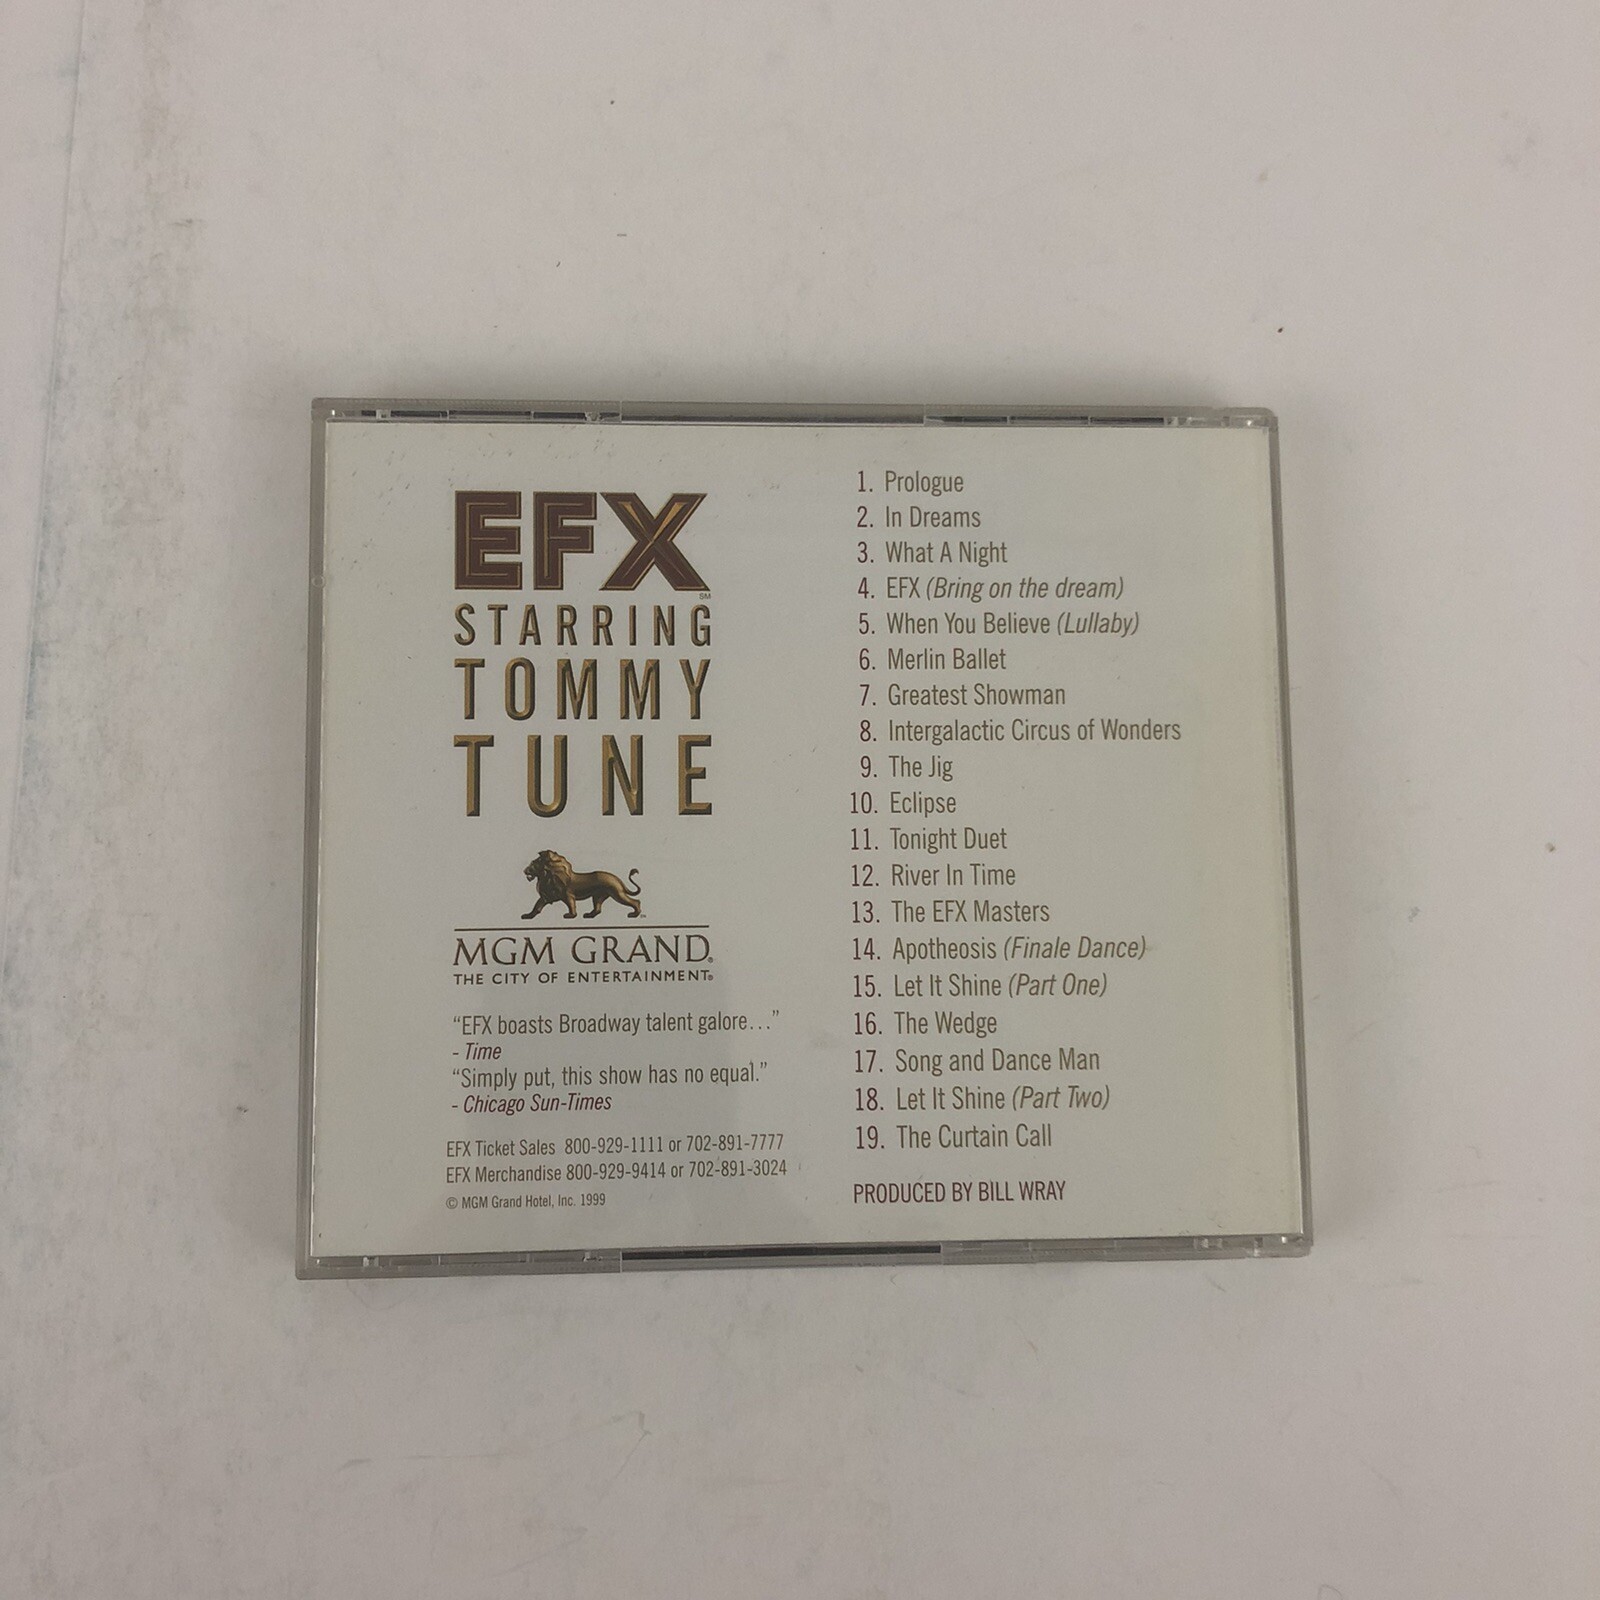 EFX
SM
STARRING
TOMMY
TUNE
MGM GRAND®
THE CITY OF ENTERTAINMENT®
“EFX boasts Broadway talent galore...”
- Time
“Simply put, this show has no equal.”
- Chicago Sun-Times
EFX Ticket Sales 800-929-1111 or 702-891-7777
EFX Merchandise 800-929-9414 or 702-891-3024
© MGM Grand Hotel, Inc. 1999
1. Prologue
2. In Dreams
3. What A Night
4. EFX (Bring on the dream)
5. When You Believe (Lullaby)
6. Merlin Ballet
7. Greatest Showman
8. Intergalactic Circus of Wonders
9. The Jig
10. Eclipse
11. Tonight Duet
12. River In Time
13. The EFX Masters
14. Apotheosis (Finale Dance)
15. Let It Shine (Part One)
16. The Wedge
17. Song and Dance Man
18. Let It Shine (Part Two)
19. The Curtain Call
PRODUCED BY BILL WRAY